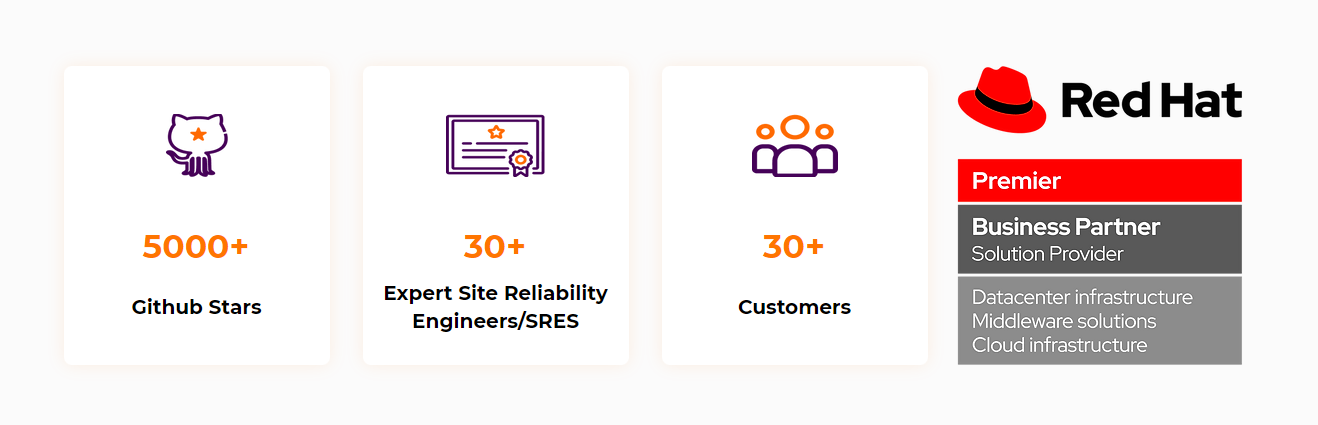 5000+
Github Stars
30+
Expert Site Reliability
Engineers/SRES
30+
Customers
Red Hat
Premier
Business Partner
Solution Provider
Datacenter infrastructure
Middleware solutions
Cloud infrastructure